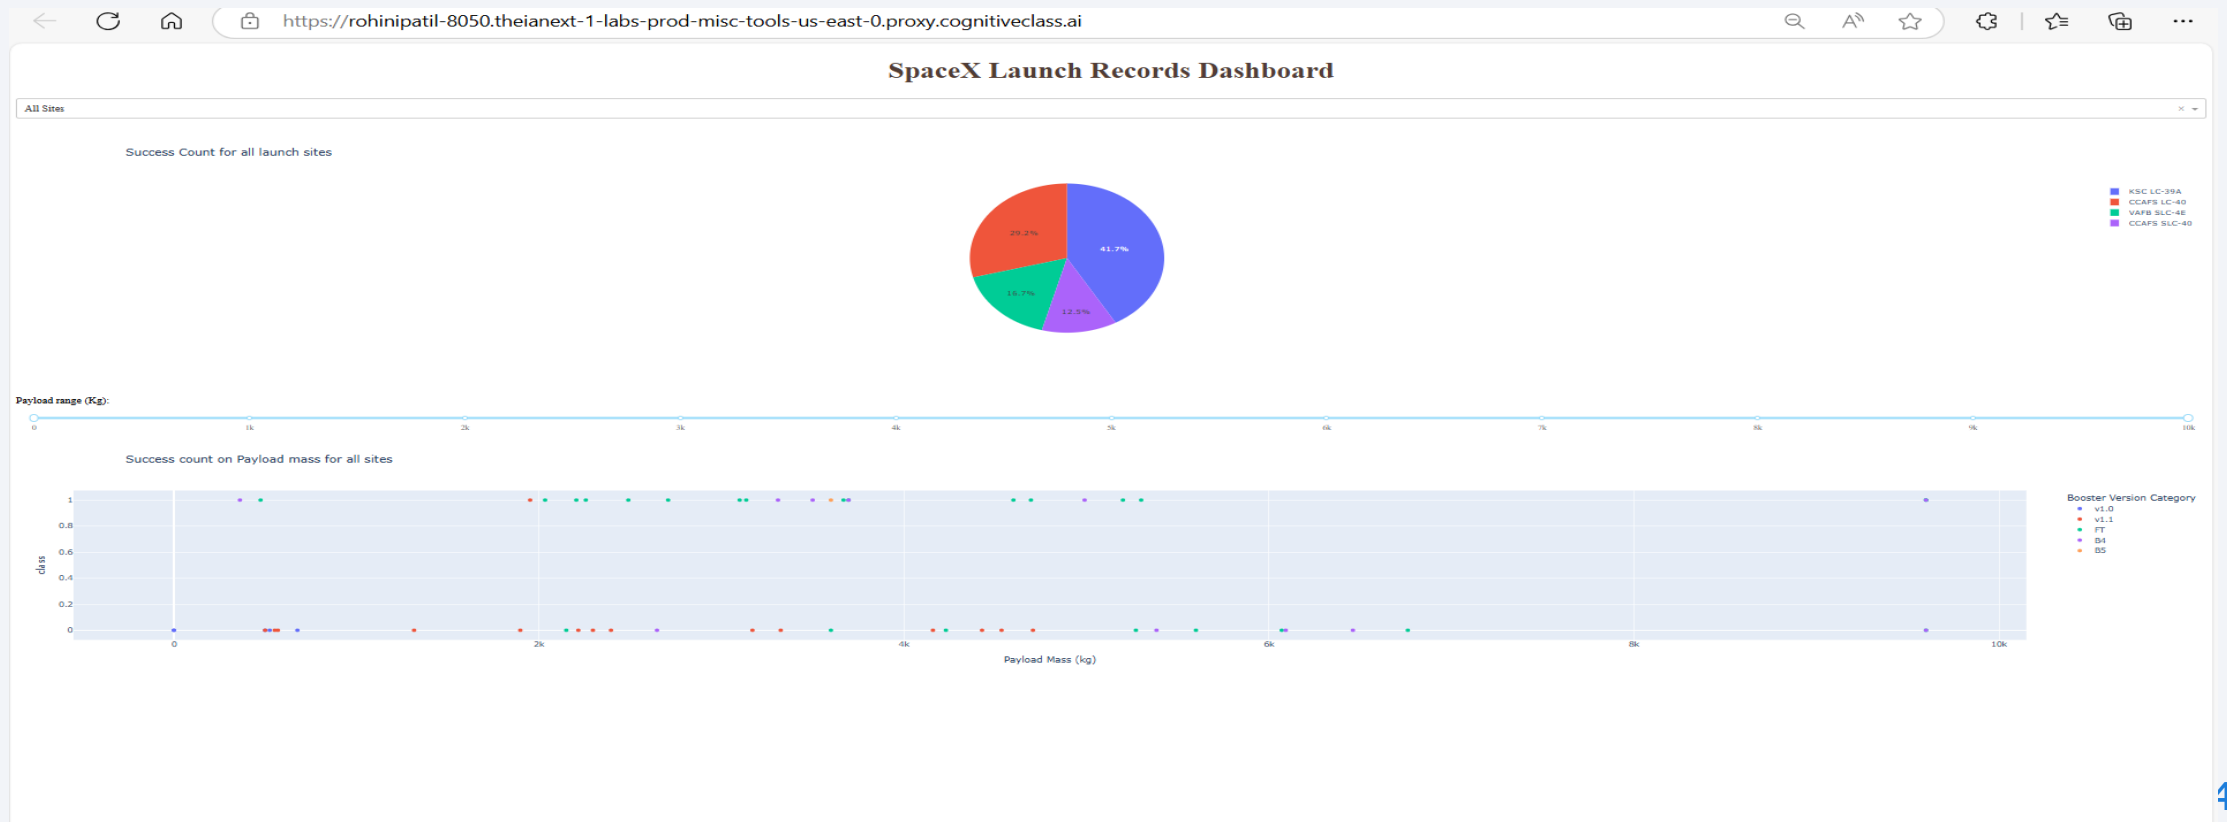 https://rohinipatil-8050.theianext-1-labs-prod-misc-tools-us-east-0.proxy.cognitiveclass.ai
SpaceX Launch Records Dashboard
All Sites
Success Count for all launch sites
KSC LC-39A
CCAFS LC-40
VAFB SLC-4E
CCAFS SLC-40
29.2%
41.7%
16.7%
12.5%
Payload range (Kg):
0 1k 2k 3k 4k 5k 6k 7k 8k 9k 10k
Success count on Payload mass for all sites
1
0.8
0.6
0.4
0.2
0
class
0 2k 4k 6k 8k 10k
Payload Mass (kg)
Booster Version Category
v1.0
v1.1
FT
B4
B5
4